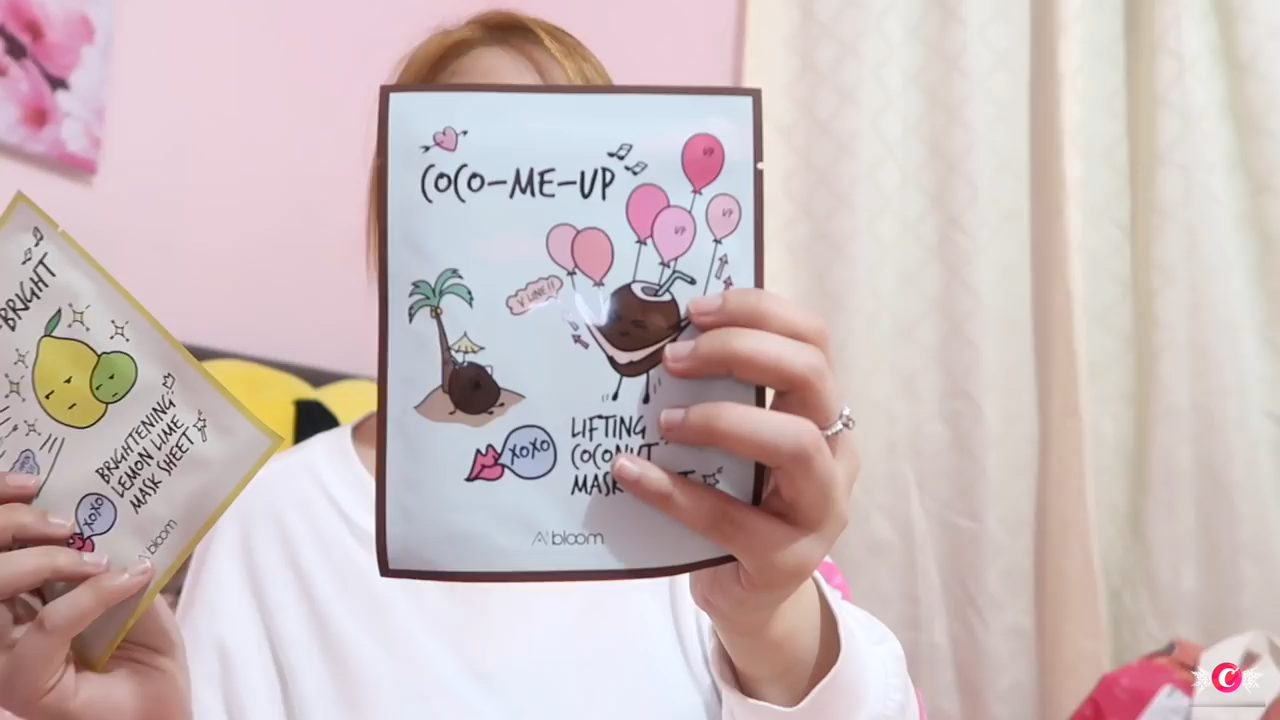 COCO-ME-UP
UP
UP
UP
V LINE!!
XOXO
LIFTING
COCONUT
MASK
A'bloom
BRIGHT
BRIGHTENING
LEMON LIME
MASK SHEET
XOXO
A'bloom
C